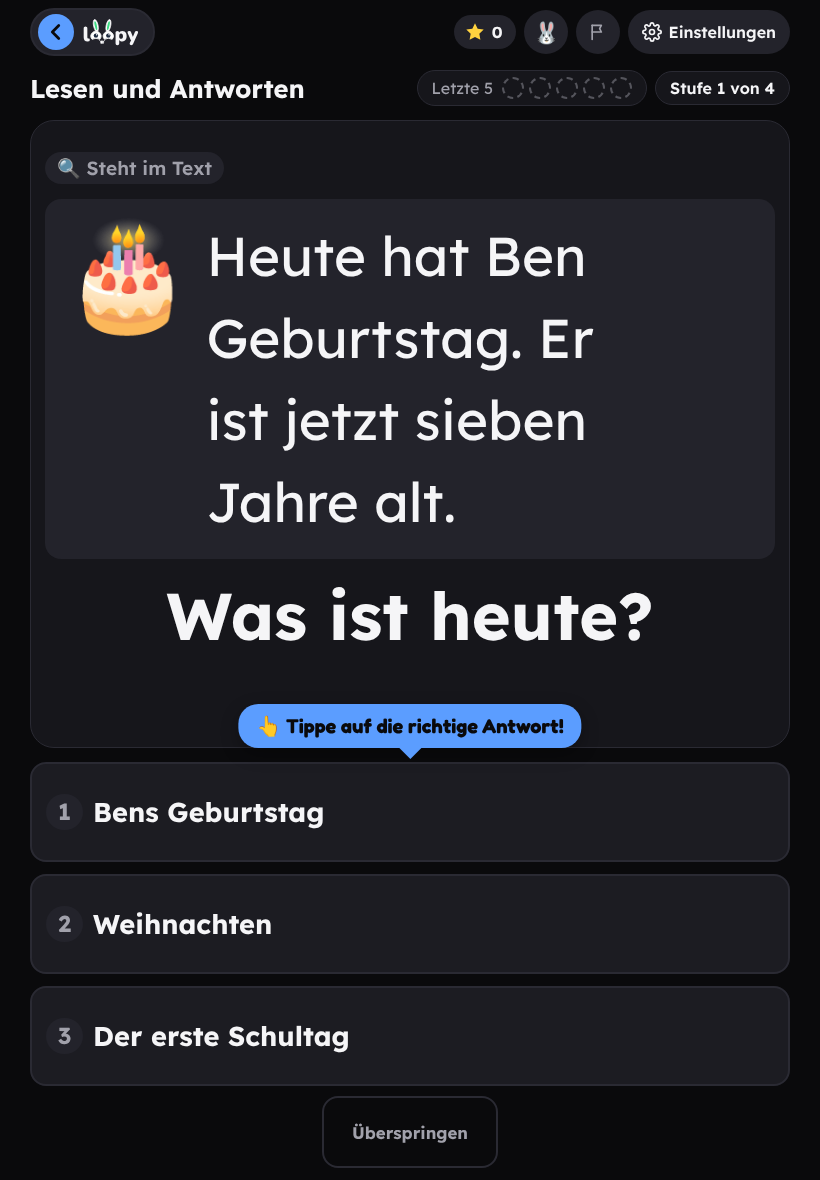 loopy
0
Einstellungen
Lesen und Antworten
Letzte 5
Stufe 1 von 4
Steht im Text
Heute hat Ben
Geburtstag. Er
ist jetzt sieben
Jahre alt.
Was ist heute?
Tippe auf die richtige Antwort!
1 Bens Geburtstag
2 Weihnachten
3 Der erste Schultag
Überspringen